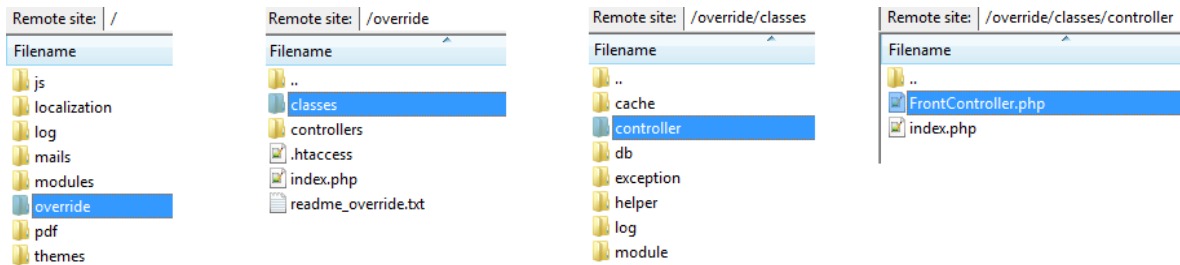 Remote site: /
Filename
js
localization
log
mails
modules
override
pdf
themes
Remote site: /override
Filename
..
classes
controllers
.htaccess
index.php
readme_override.txt
Remote site: /override/classes
Filename
..
cache
controller
db
exception
helper
log
module
Remote site: /override/classes/controller
Filename
..
FrontController.php
index.php